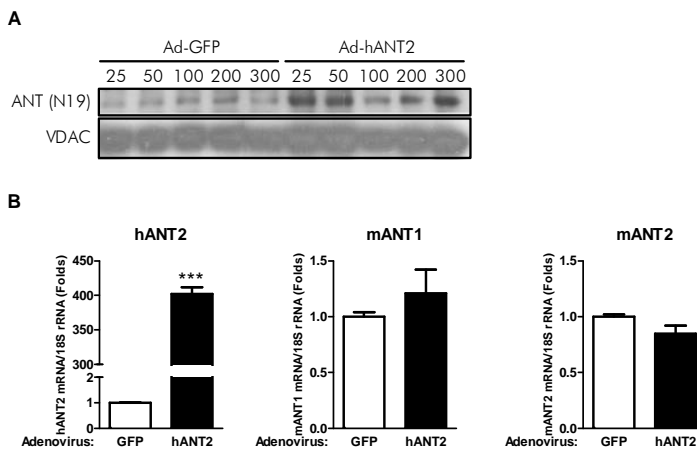 A
Ad-GFP Ad-hANT2
25 50 100 200 300 25 50 100 200 300
ANT (N19)
VDAC
B
hANT2
hANT2 mRNA/18S rRNA (Folds)
450
400
350
300
2
1
0
***
Adenovirus: GFP hANT2
mANT1
mANT1 mRNA/18S rRNA (Folds)
1.5
1.0
0.5
0.0
Adenovirus: GFP hANT2
mANT2
mANT2 mRNA/18S rRNA (Folds)
1.5
1.0
0.5
0.0
Adenovirus: GFP hANT2